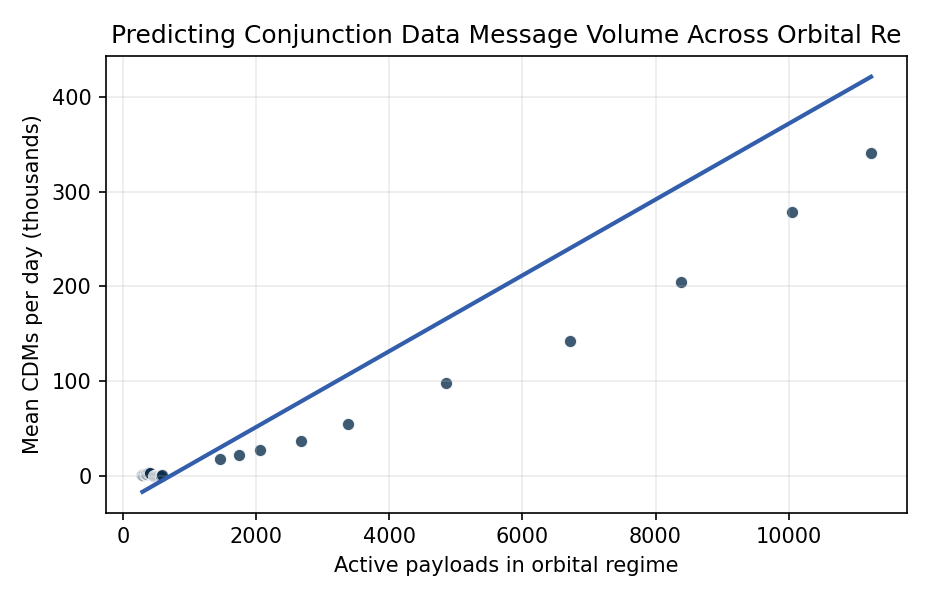 Predicting Conjunction Data Message Volume Across Orbital Re
Mean CDMs per day (thousands)
400
300
200
100
0
0 2000 4000 6000 8000 10000
Active payloads in orbital regime